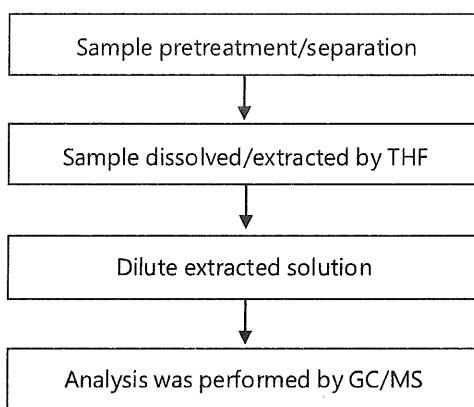 Sample pretreatment/separation
Sample dissolved/extracted by THF
Dilute extracted solution
Analysis was performed by GC/MS